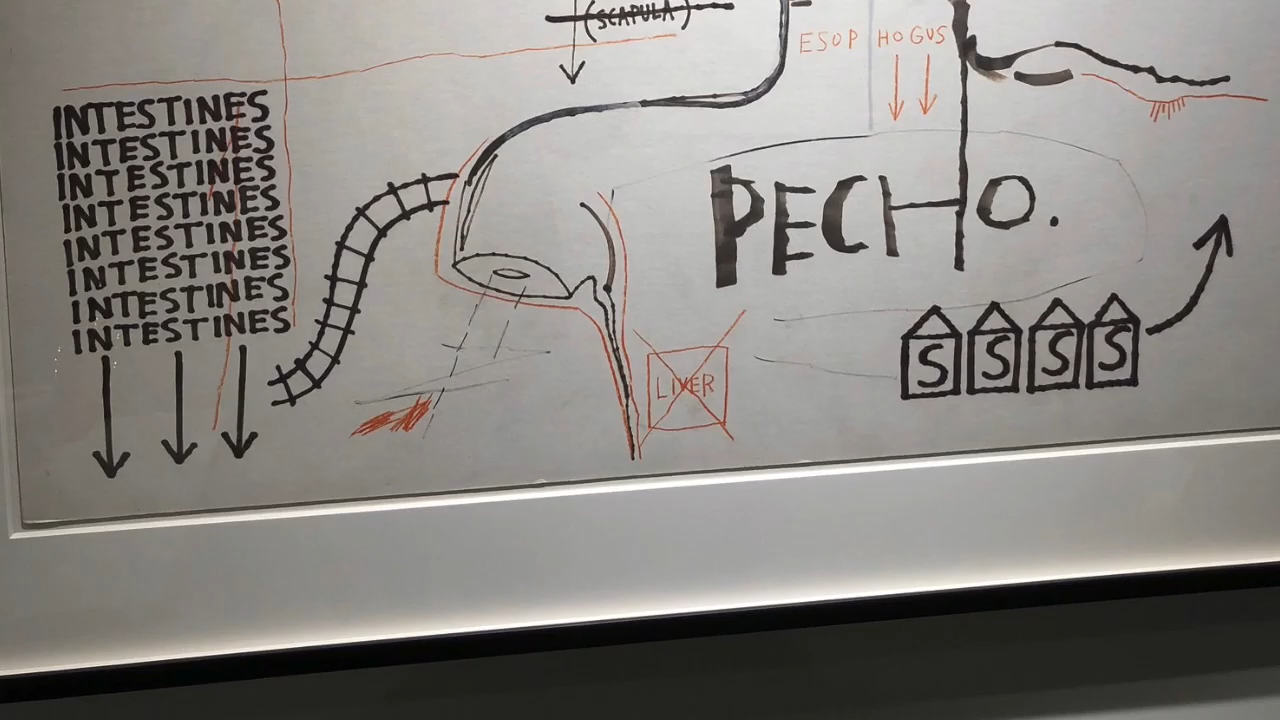 (SCAPULA)
ESOP HOGUS
INTESTINES
INTESTINES
INTESTINES
INTESTINES
INTESTINES
INTESTINES
INTESTINES
INTESTINES
PECHO.
LIVER
S S S S